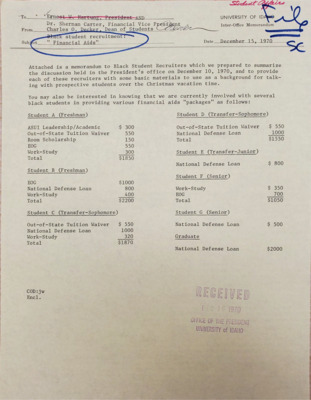 Student Affairs
File
SC
To Ernest W. Hartung, President and
Dr. Sherman Carter, Financial Vice President
From Charles O. Decker, Dean of Students
Subject Black Student Recruitment:
" Financial Aids"
UNIVERSITY OF IDAHO
Inter-Office Memorandum
Date December 15, 1970
Attached is a memorandum to Black Student Recruiters which we prepared to summarize
the discussion held in the President's office on December 10, 1970, and to provide
each of these recruiters with some basic materials to use as a background for talk-
ing with prospective students over the Christmas vacation time.
You may also be interested in knowing that we are currently involved with several
black students in providing various financial aids "packages" as follows:
Student A (Freshman)
ASUI Leadership/Academic $ 300
Out-of-State Tuition Waiver 550
Room Scholarship 150
EOG 550
Work-Study 300
Total $1850
Student B (Freshman)
EOG $1000
National Defense Loan 800
Work-Study 400
Total $2200
Student C (Transfer-Sophomore)
Out-of-State Tuition Waiver $ 550
National Defense Loan 1000
Work-Study 320
Total $1870
Student D (Transfer-Sophomore)
Out-of-State Tuition Waiver $ 550
National Defense Loan 1000
Total $1550
Student E (Transfer-Junior)
National Defense Loan $ 800
Student F (Senior)
Work-Study $ 350
EOG 700
Total $1050
Student G (Senior)
National Defense Loan $ 500
Graduate
National Defense Loan $2000
COD:jw
Encl.
RECEIVED
OFFICE OF THE PRESIDENT
UNIVERSITY OF IDAHO